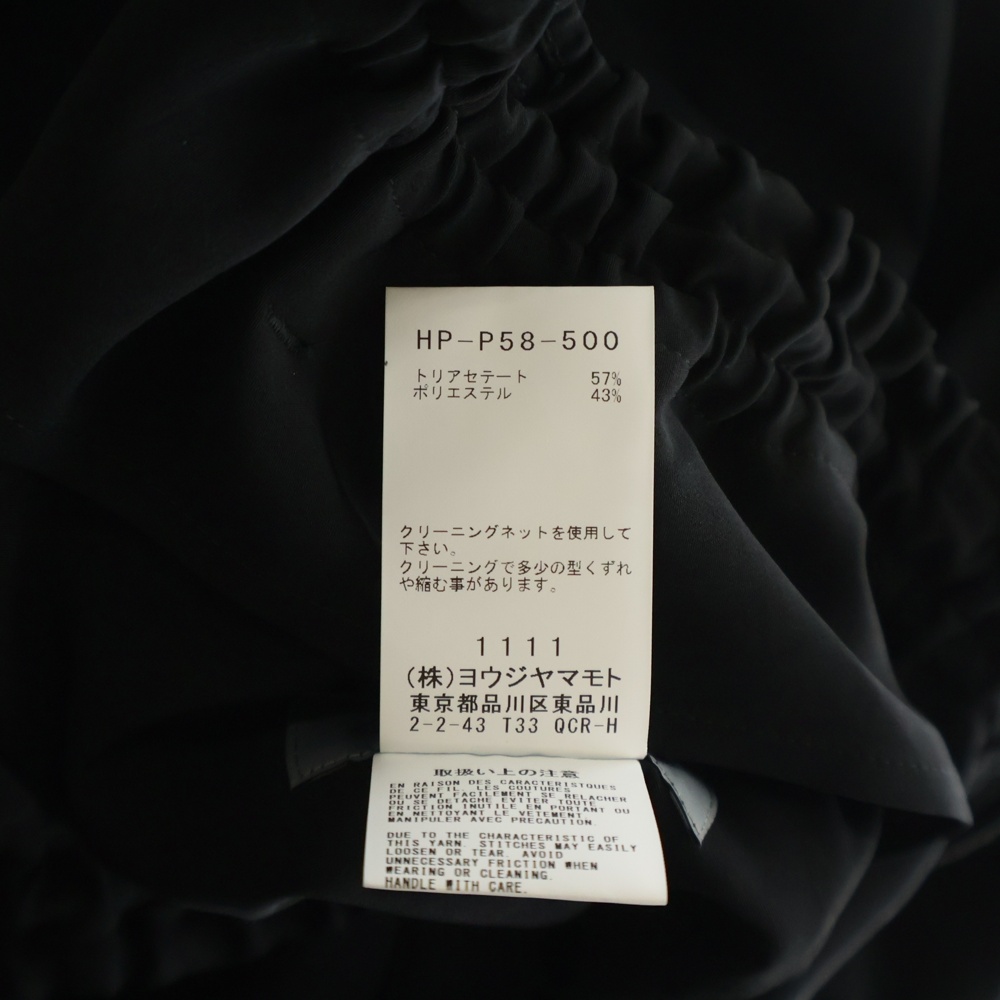 HP-P58-500
トリアセテート 57%
ポリエステル 43%
クリーニングネットを使用して
下さい。
クリーニングで多少の型くずれ
や縮む事があります。
1111
(株)ヨウジヤマモト
東京都品川区東品川
2-2-43 T33 QCR-H
取扱い上の注意
EN RAISON DES CARACTERISTIQUES
DE CE FIL, LES COUTURES
PEUVENT FACILEMENT SE RELACHER
OU SE DETACHE EVITER TOUTE
FRICTION INUTILE EN PORTANT OU
EN NETTOYANT LE VETEMENT.
MANIPULER AVEC PRECAUTION.
DUE TO THE CHARACTERISTIC OF
THIS YARN. STITCHES MAY EASILY
LOOSEN OR TEAR. AVOID
UNNECESSARY FRICTION WHEN
WEARING OR CLEANING.
HANDLE WITH CARE.